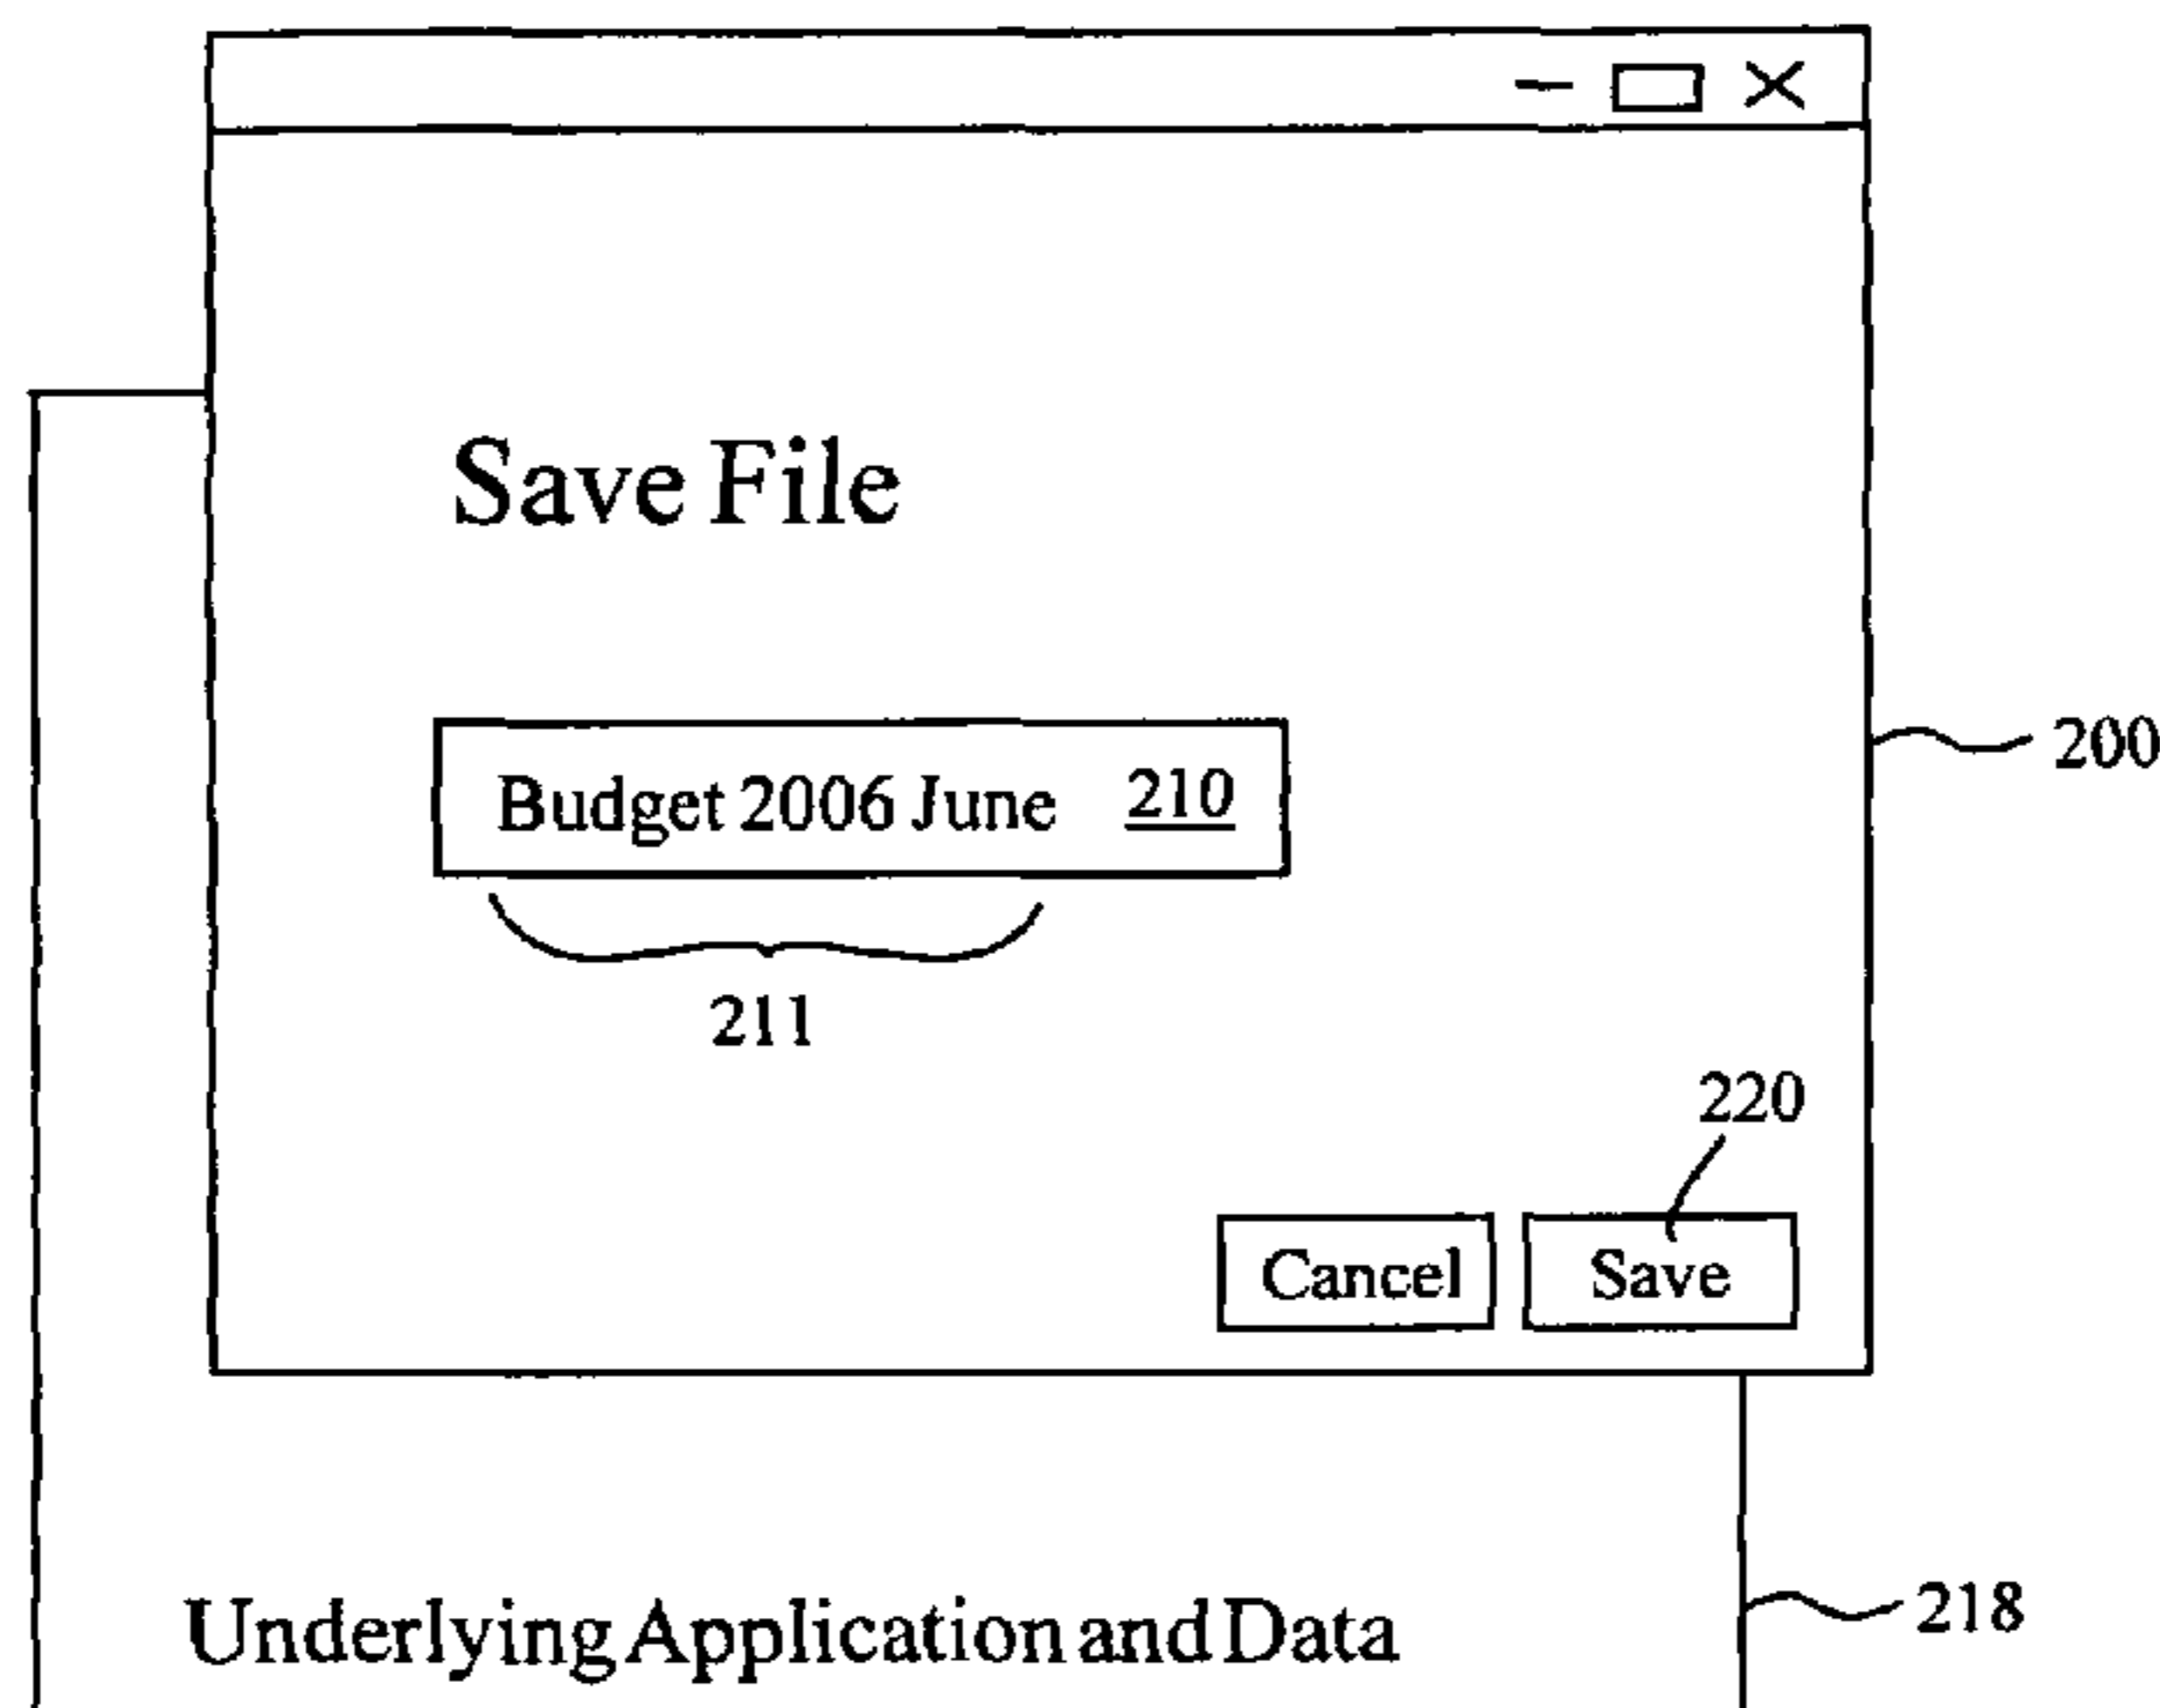 Save File
200
Budget 2006 June 210
211
220
Cancel Save
218
Underlying Application and Data